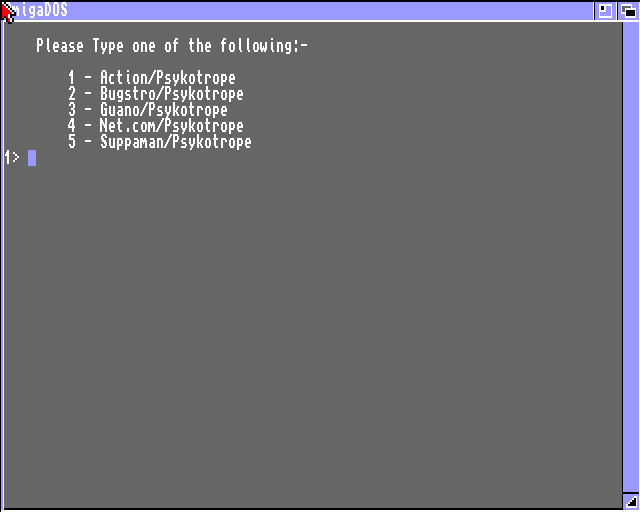 migaDOS
Please Type one of the following:-
1 - Action/Psykotrope
2 - Bugstro/Psykotrope
3 - Guano/Psykotrope
4 - Net.com/Psykotrope
5 - Suppaman/Psykotrope
1>